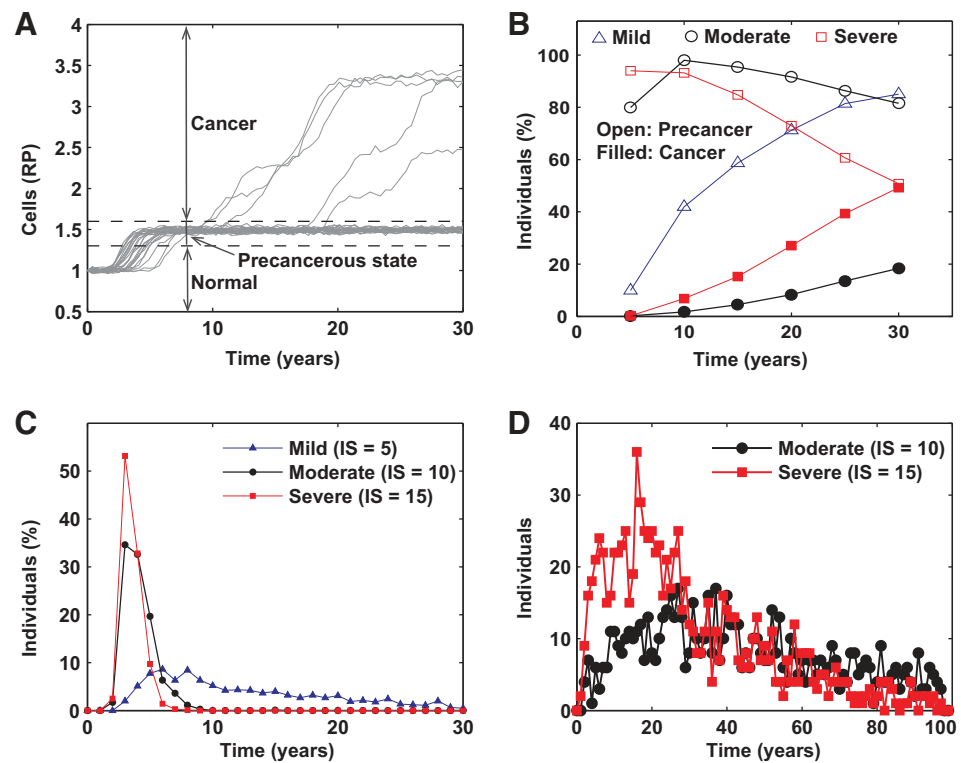 A
4
3.5
3
2.5
2
1.5
1
0.5
Cells (RP)
Cancer
Precancerous state
Normal
0 10 20 30
Time (years)
B
Mild Moderate Severe
100
80
60
40
20
0
Individuals (%)
Open: Precancer
Filled: Cancer
0 10 20 30
Time (years)
C
50
40
30
20
10
0
Individuals (%)
Mild (IS = 5)
Moderate (IS = 10)
Severe (IS = 15)
0 5 10 15 20 25 30
Time (years)
D
40
30
20
10
0
Individuals
Moderate (IS = 10)
Severe (IS = 15)
0 20 40 60 80 100
Time (years)